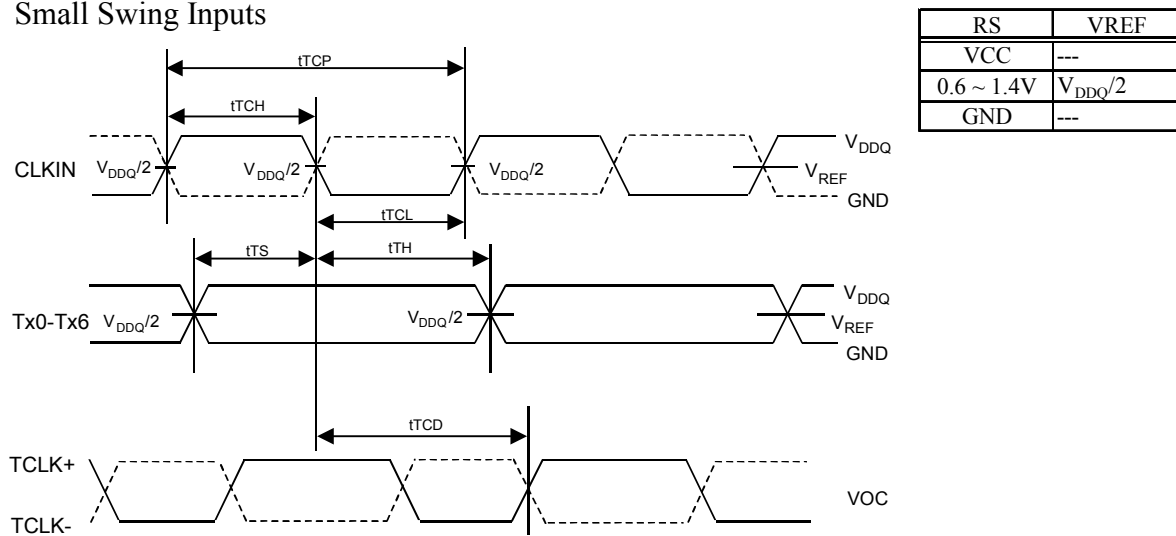 Small Swing Inputs
RS VREF
VCC ---
0.6 ~ 1.4V VDDQ/2
GND ---
tTCP
tTCH
CLKIN VDDQ/2 VDDQ/2 VDDQ/2
VDDQ
VREF
GND
tTCL
tTS tTH
Tx0-Tx6 VDDQ/2 VDDQ/2
VDDQ
VREF
GND
tTCD
TCLK+
VOC
TCLK-